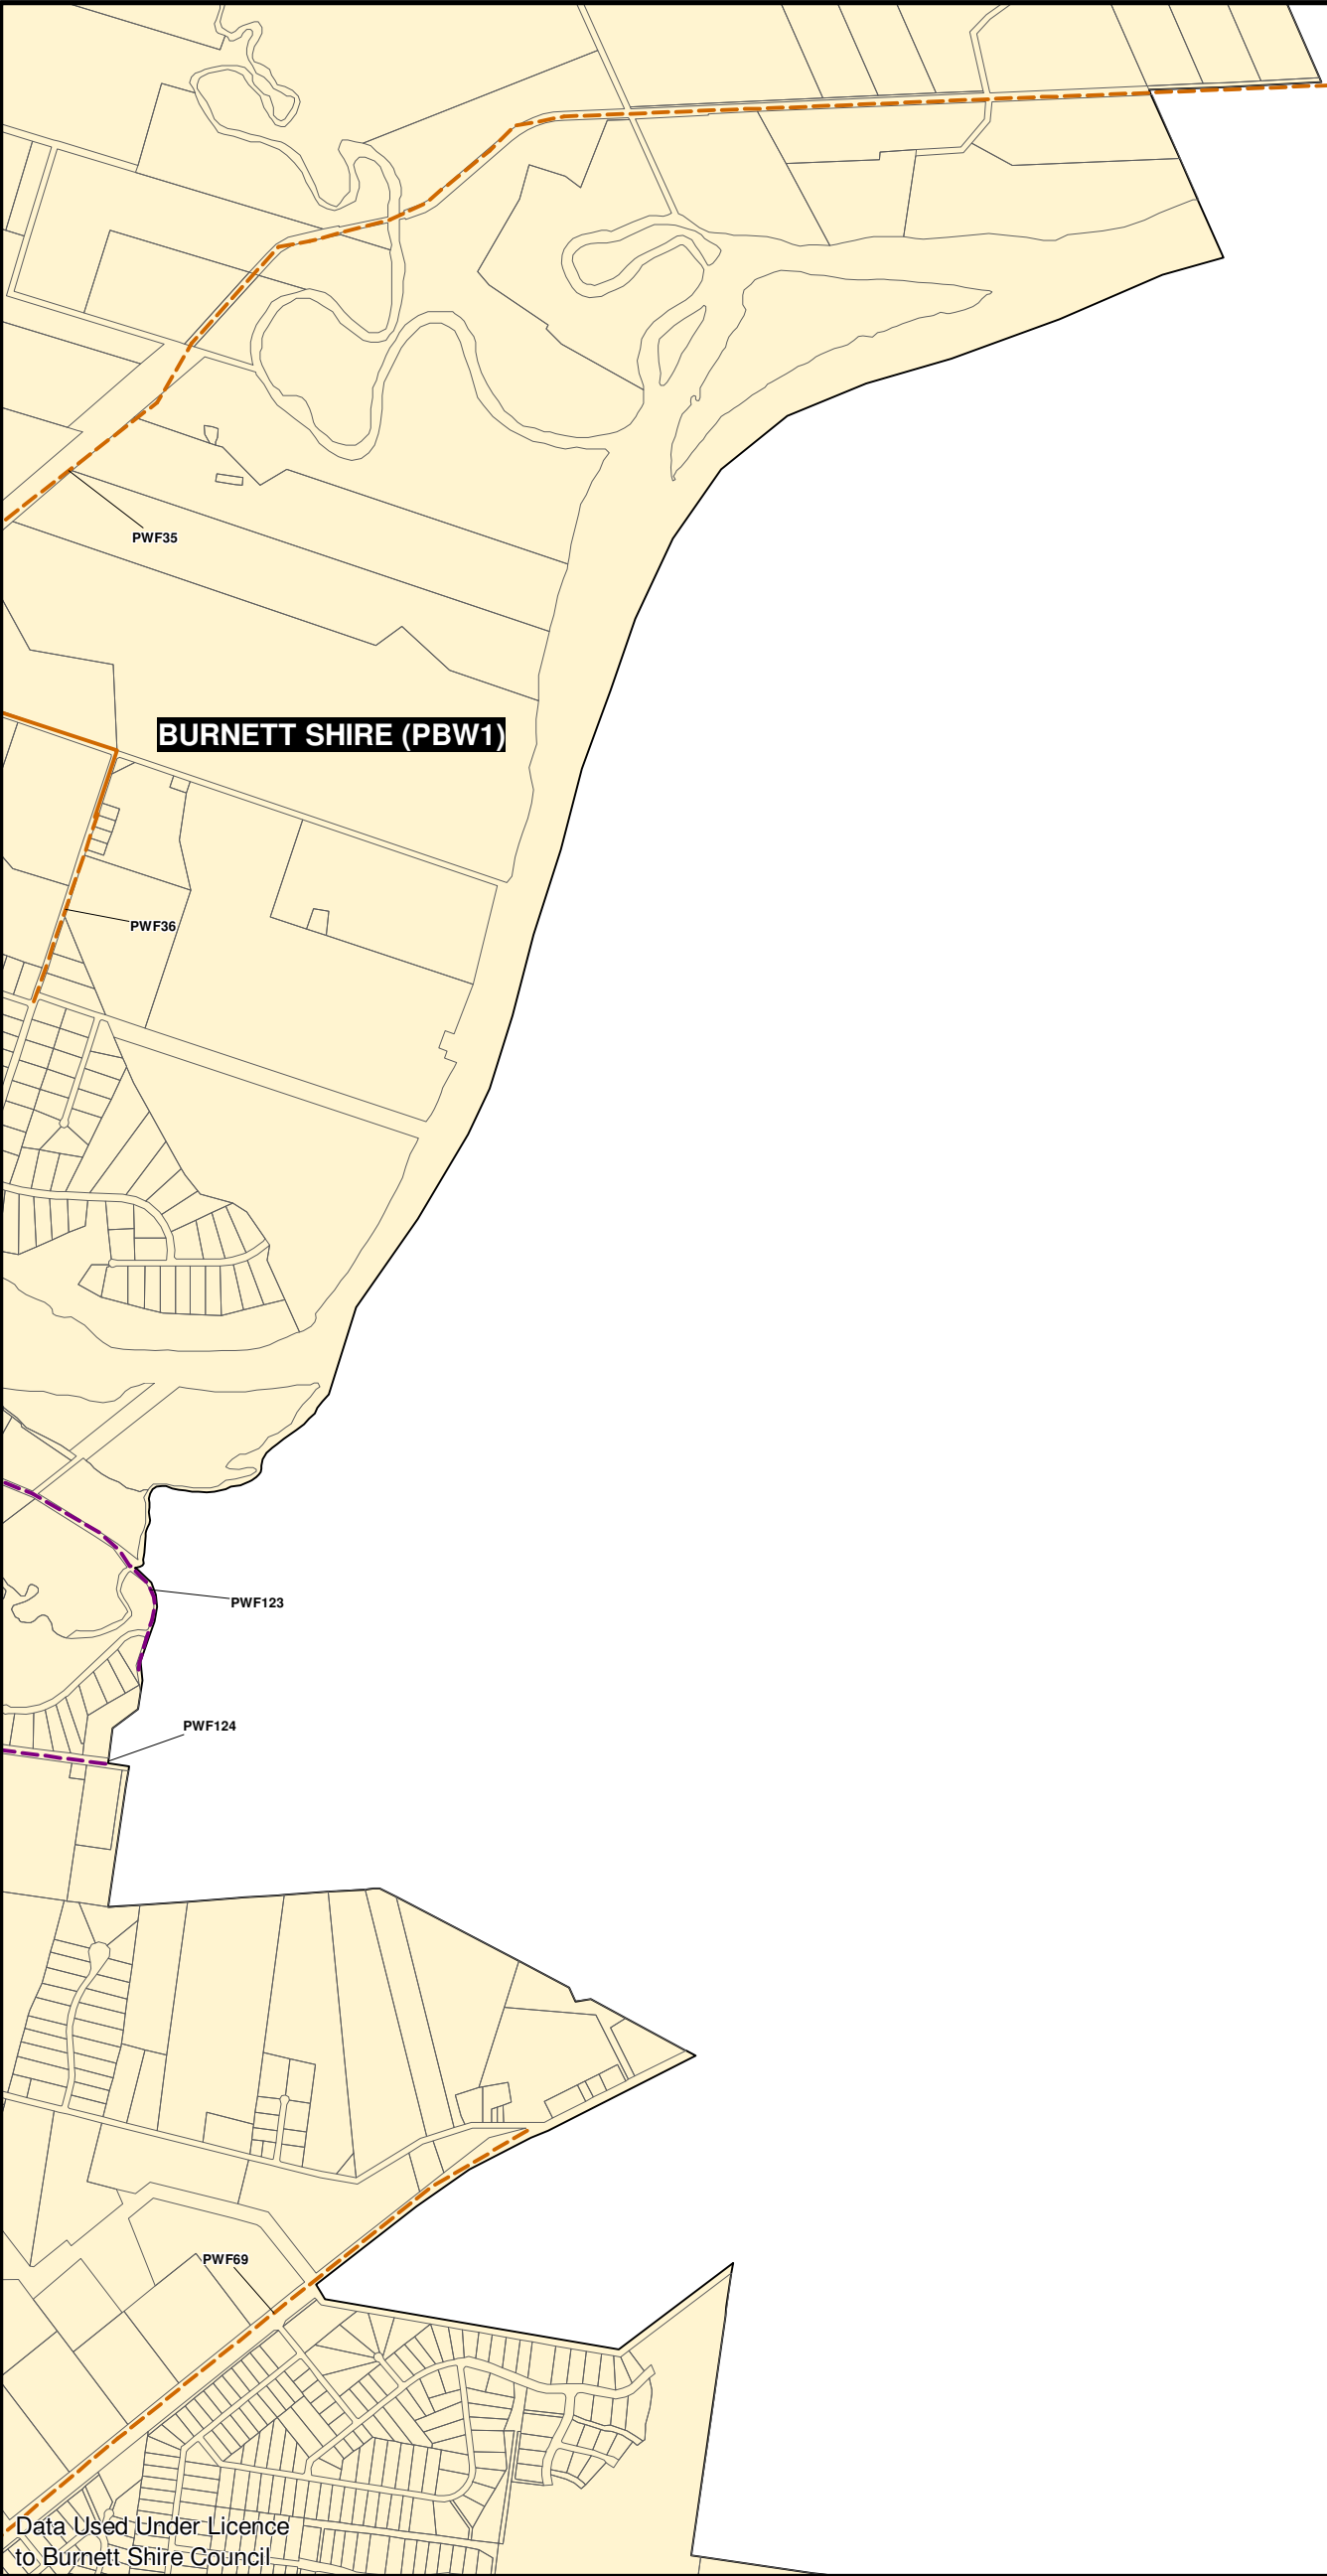 PWF35
BURNETT SHIRE (PBW1)
PWF36
PWF123
PWF124
PWF69
Data Used Under Licence
to Burnett Shire Council